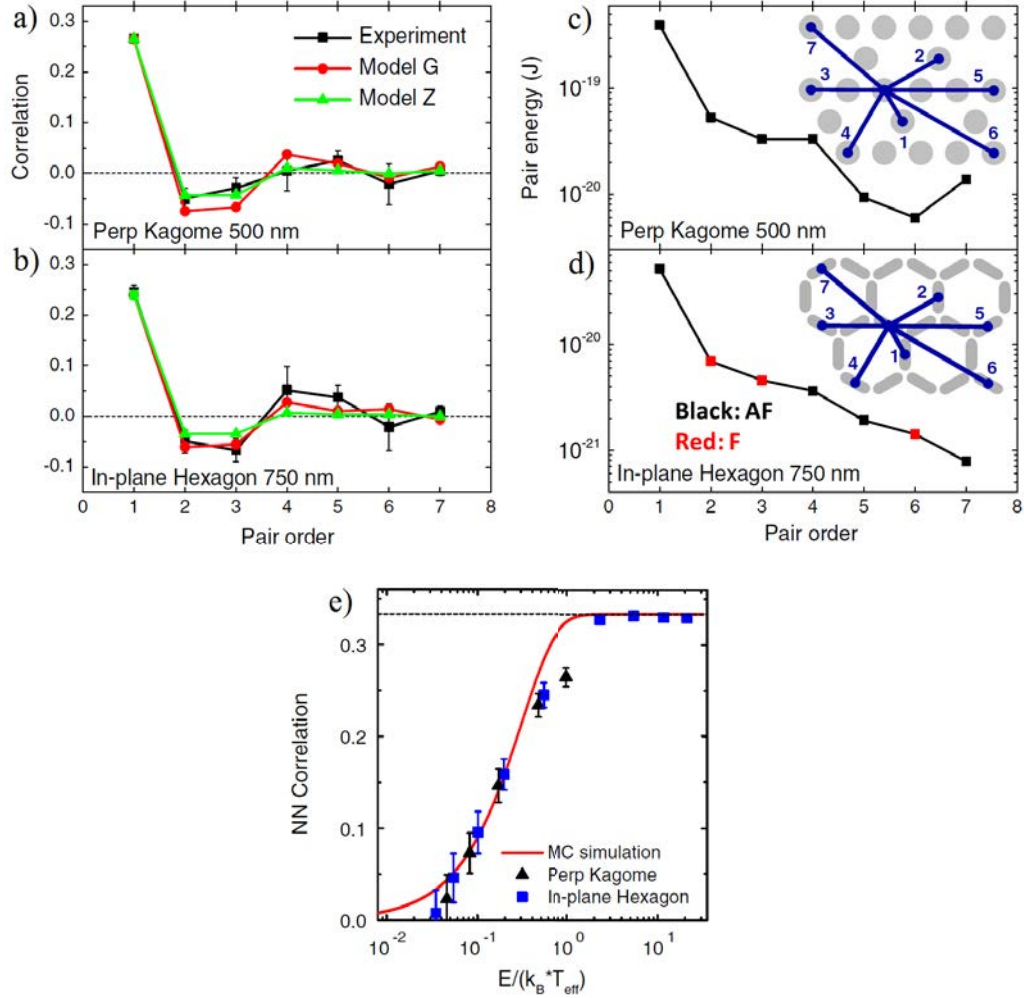 a)
0.3
0.2
0.1
0.0
-0.1
Correlation
Experiment
Model G
Model Z
Perp Kagome 500 nm
b)
0.3
0.2
0.1
0.0
-0.1
In-plane Hexagon 750 nm
0 1 2 3 4 5 6 7 8
Pair order
c)
10⁻¹⁹
10⁻²⁰
Pair energy (J)
7
2
3
5
4
1
6
Perp Kagome 500 nm
d)
10⁻²⁰
10⁻²¹
7
2
3
5
4
1
6
Black: AF
Red: F
In-plane Hexagon 750 nm
0 1 2 3 4 5 6 7 8
Pair order
e)
0.3
0.2
0.1
0.0
NN Correlation
MC simulation
Perp Kagome
In-plane Hexagon
10⁻² 10⁻¹ 10⁰ 10¹
E/(k_B*T_eff)